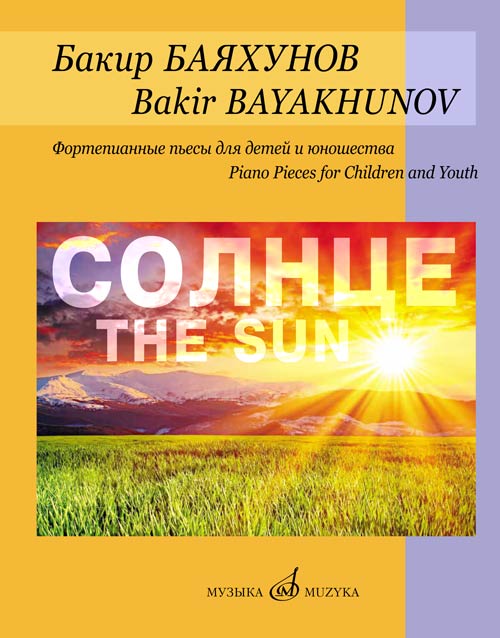 Бакир БАЯХУНОВ
Bakir BAYAKHUNOV
Фортепианные пьесы для детей и юношества
Piano Pieces for Children and Youth
СОЛНЦЕ
THE SUN
МУЗЫКА MUZYKA